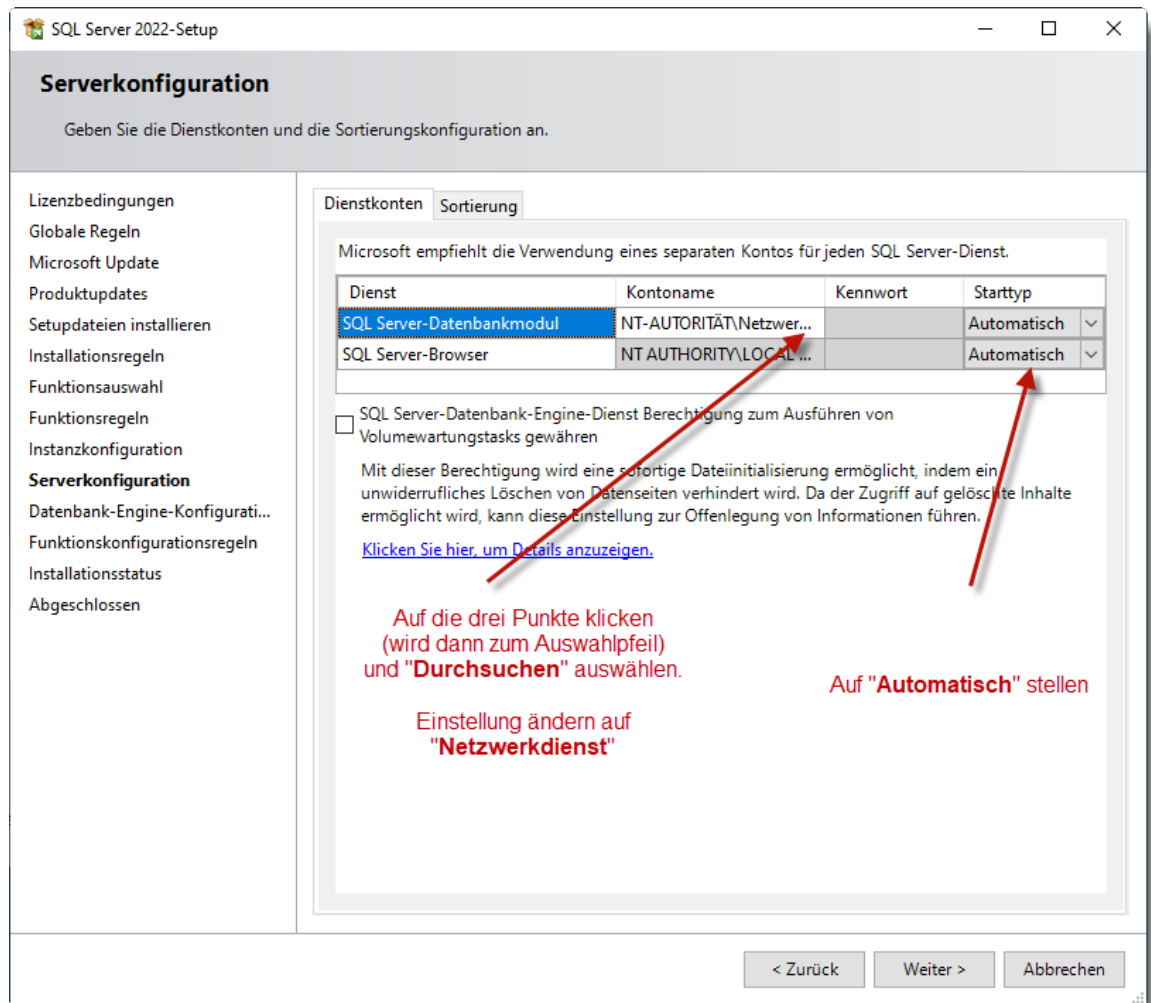 SQL Server 2022-Setup
Serverkonfiguration
Geben Sie die Dienstkonten und die Sortierungskonfiguration an.
Lizenzbedingungen
Globale Regeln
Microsoft Update
Produktupdates
Setupdateien installieren
Installationsregeln
Funktionsauswahl
Funktionsregeln
Instanzkonfiguration
Serverkonfiguration
Datenbank-Engine-Konfigurati...
Funktionskonfigurationsregeln
Installationsstatus
Abgeschlossen
Dienstkonten Sortierung
Microsoft empfiehlt die Verwendung eines separaten Kontos für jeden SQL Server-Dienst.
Dienst Kontoname Kennwort Starttyp
SQL Server-Datenbankmodul NT-AUTORITÄT\Netzwer... Automatisch
SQL Server-Browser NT AUTHORITY\LOCAL ... Automatisch
SQL Server-Datenbank-Engine-Dienst Berechtigung zum Ausführen von
Volumewartungstasks gewähren
Mit dieser Berechtigung wird eine sofortige Dateiinitialisierung ermöglicht, indem ein
unwiderrufliches Löschen von Datenseiten verhindert wird. Da der Zugriff auf gelöschte Inhalte
ermöglicht wird, kann diese Einstellung zur Offenlegung von Informationen führen.
Klicken Sie hier, um Details anzuzeigen.
Auf die drei Punkte klicken
(wird dann zum Auswahlpfeil)
und "Durchsuchen" auswählen.
Einstellung ändern auf
"Netzwerkdienst"
Auf "Automatisch" stellen
< Zurück Weiter > Abbrechen